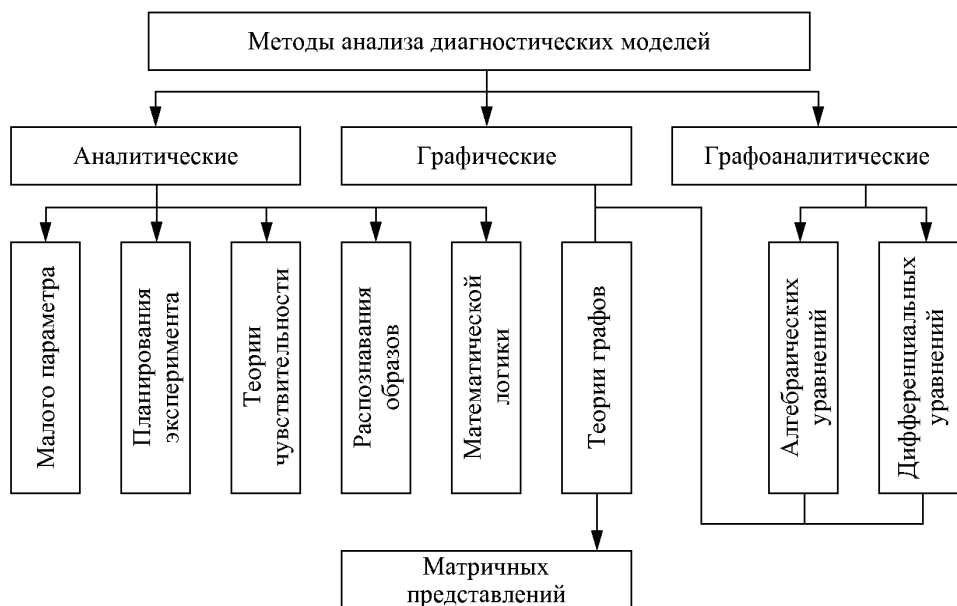 Методы анализа диагностических моделей
Аналитические
Графические
Графоаналитические
Малого параметра
Планирования
эксперимента
Теории
чувствительности
Распознавава
образов
Математической
логики
Теории графов
Алгебраических
уравнений
Дифференциальных
уравнений
Матричных
представлений